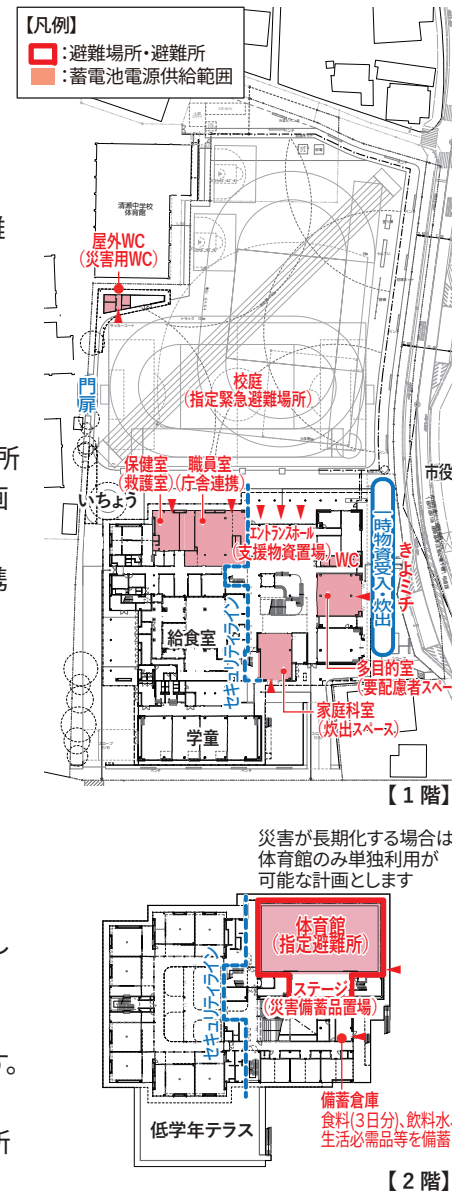 【凡例】
:避難場所・避難所
:蓄電池電源供給範囲
清瀬中学校
体育館
屋外WC
(災害用WC)
門扉
校庭
(指定緊急避難場所)
所
保健室
(救護室)
職員室
(庁舎連携)
市役
いちょう
エントランスホール
(支援物資置場)
WC
一時物資受入・炊出
きよミチ
セキュリティライン
給食室
多目的室
(要配慮者スペー
家庭科室
(炊出スペース)
学童
【1階】
災害が長期化する場合は
体育館のみ単独利用が
可能な計画とします
体育館
(指定避難所)
し
ステージ
(災害備蓄品置場)
セキュリティライン
す。
備蓄倉庫
食料(3日分)、飲料水、
生活必需品等を備蓄
低学年テラス
所
【2階】